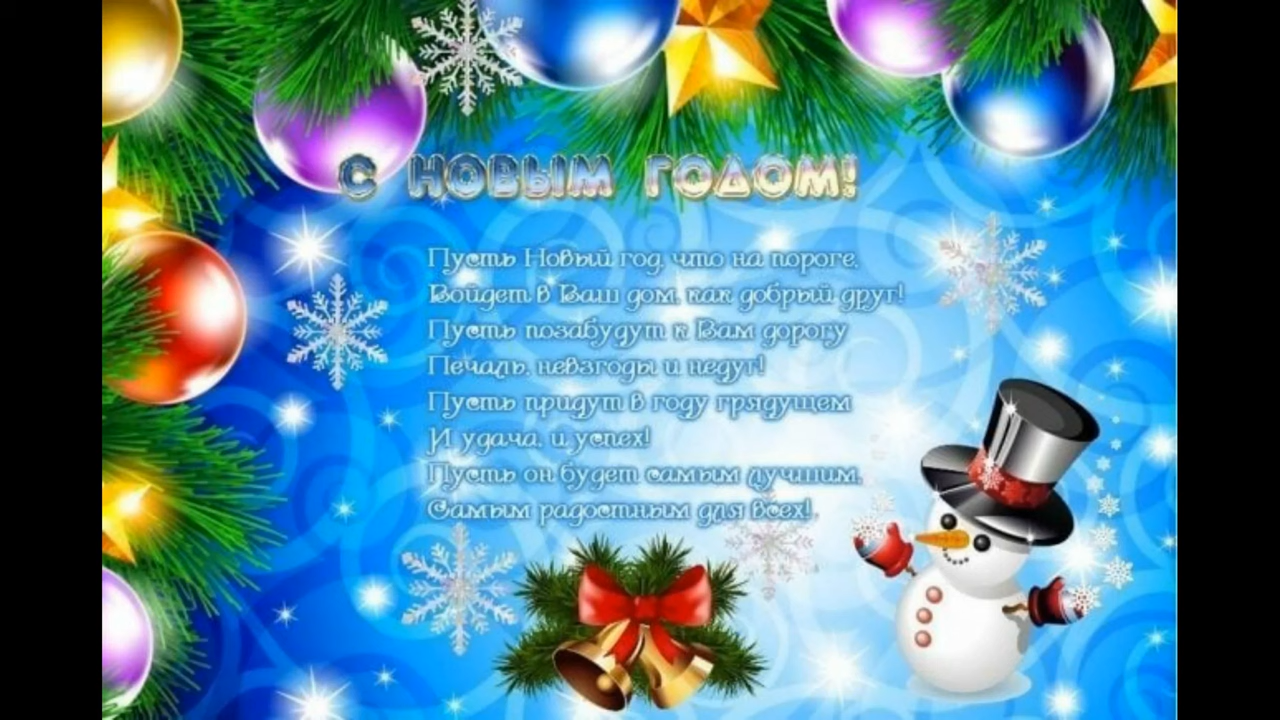 С НОВЫМ ГОДОМ!
Пусть Новый год, что на пороге,
Войдет в Ваш дом, как добрый друг!
Пусть позабудут к Вам дорогу
Печаль, невзгоды и недуг!
Пусть придут в году грядущем
И удача, и успех!
Пусть он будет самым лучшим,
Самым радостным для всех!